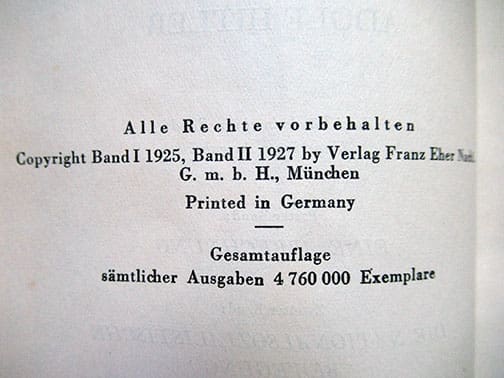 Alle Rechte vorbehalten
Copyright Band I 1925, Band II 1927 by Verlag Franz Eher
G. m. b. H., München
Printed in Germany
Gesamtauflage
sämtlicher Ausgaben 4 760 000 Exemplare